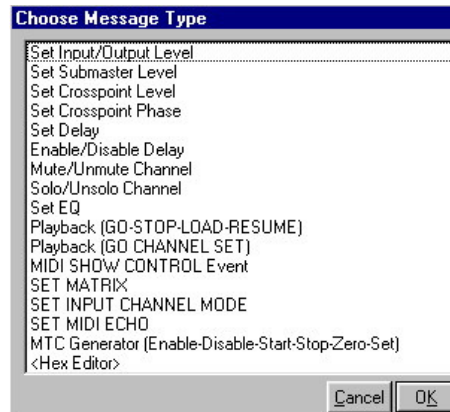 Choose Message Type
Set Input/Output Level
Set Submaster Level
Set Crosspoint Level
Set Crosspoint Phase
Set Delay
Enable/Disable Delay
Mute/Unmute Channel
Solo/Unsolo Channel
Set EQ
Playback (GO-STOP-LOAD-RESUME)
Playback (GO CHANNEL SET)
MIDI SHOW CONTROL Event
SET MATRIX
SET INPUT CHANNEL MODE
SET MIDI ECHO
MTC Generator (Enable-Disable-Start-Stop-Zero-Set)
<Hex Editor>
Cancel OK